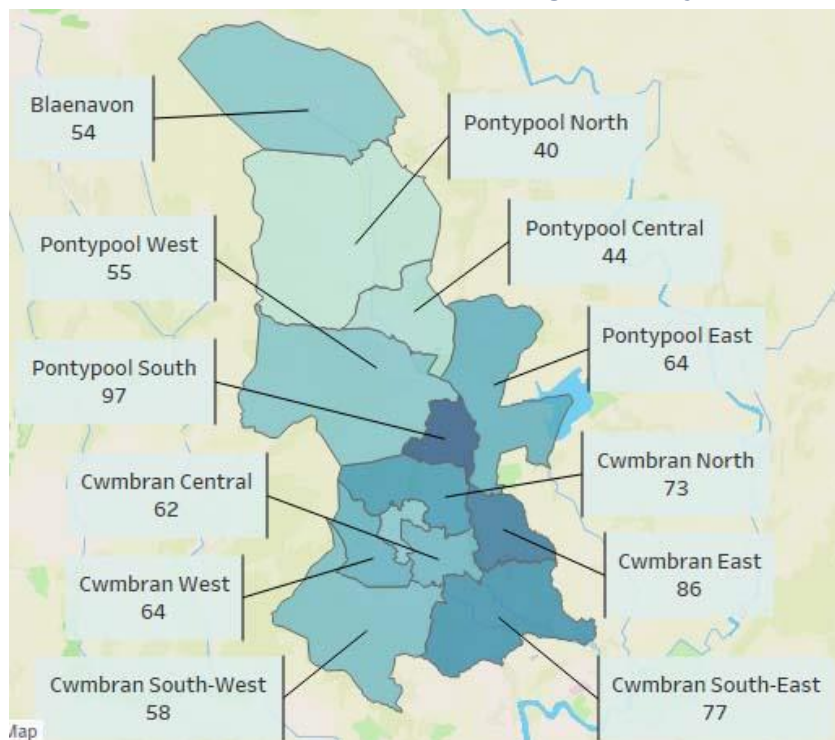 Blaenavon
54
Pontypool North
40
Pontypool West
55
Pontypool Central
44
Pontypool South
97
Pontypool East
64
Cwmbran Central
62
Cwmbran North
73
Cwmbran West
64
Cwmbran East
86
Cwmbran South-West
58
Cwmbran South-East
77